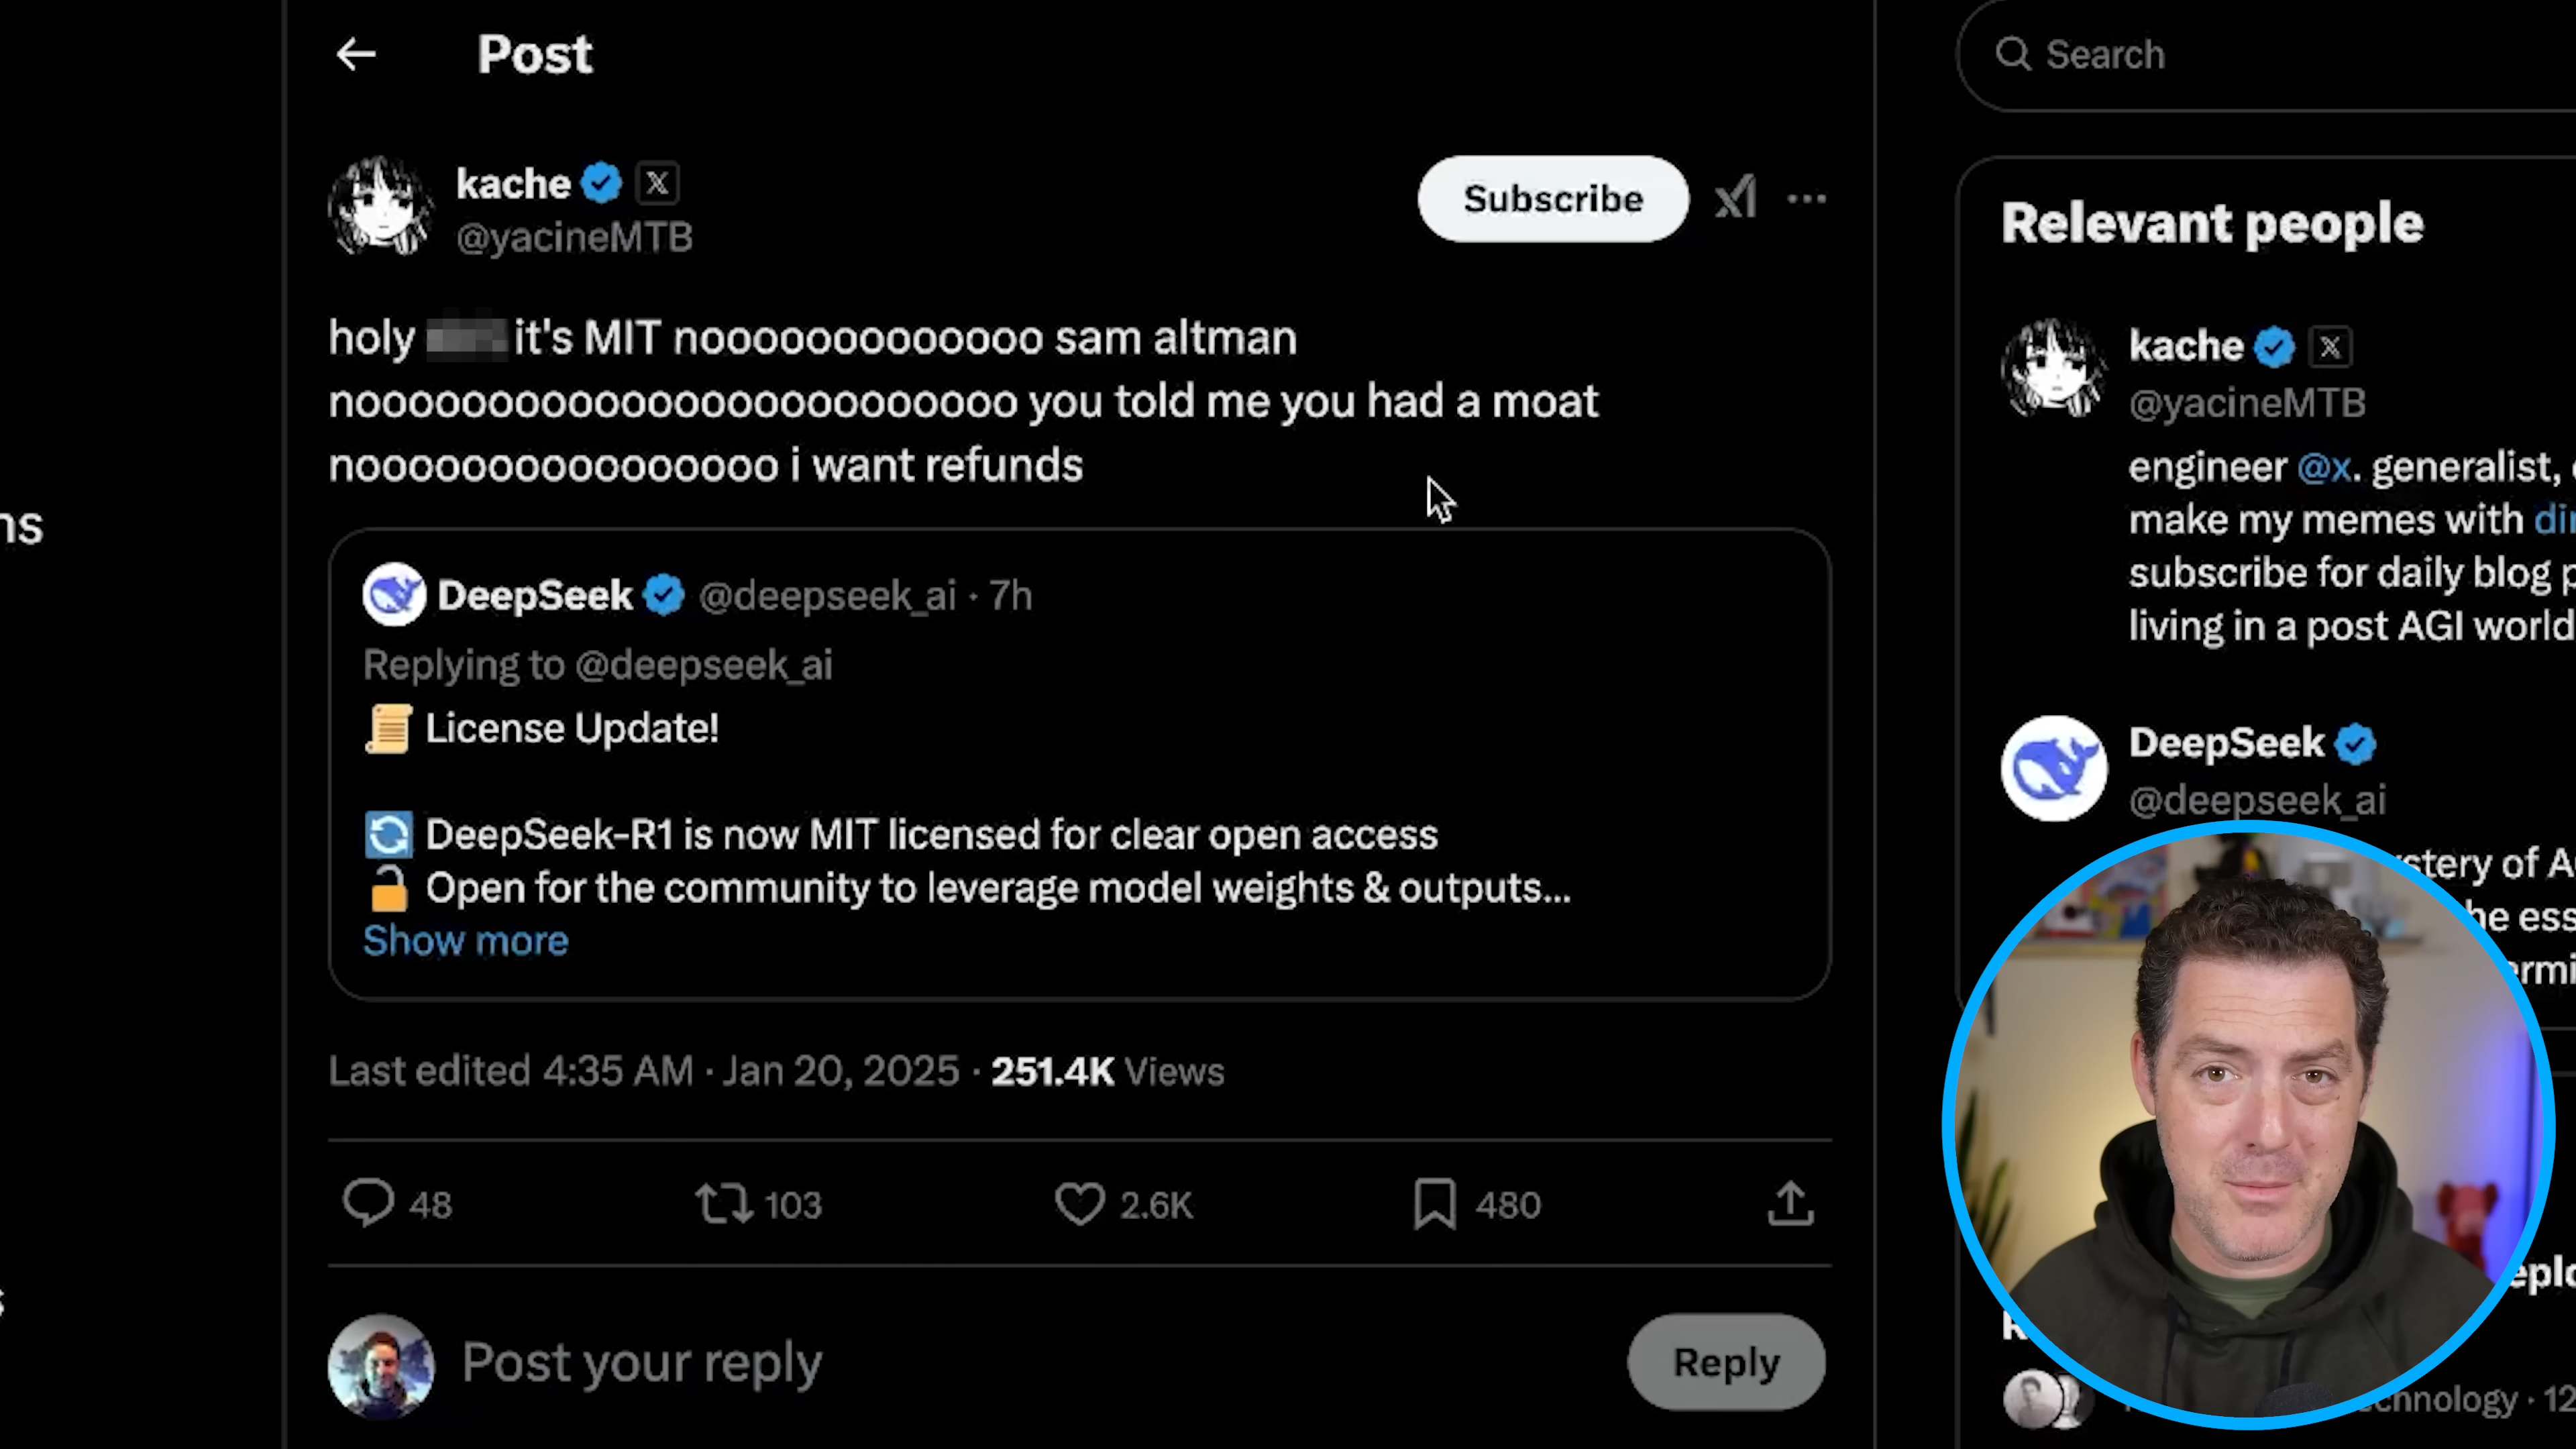 Post
Search
kache
@yacineMTB
Subscribe
holy it's MIT nooooooooooooo sam altman
nooooooooooooooooooooooooo you told me you had a moat
nooooooooooooooooo i want refunds
DeepSeek @deepseek_ai · 7h
Replying to @deepseek_ai
License Update!
DeepSeek-R1 is now MIT licensed for clear open access
Open for the community to leverage model weights & outputs...
Show more
Last edited 4:35 AM · Jan 20, 2025 · 251.4K Views
48 103 2.6K 480
Post your reply
Reply
Relevant people
kache
@yacineMTB
engineer @x. generalist,
make my memes with
subscribe for daily blog
living in a post AGI world
DeepSeek
@deepseek_ai
of